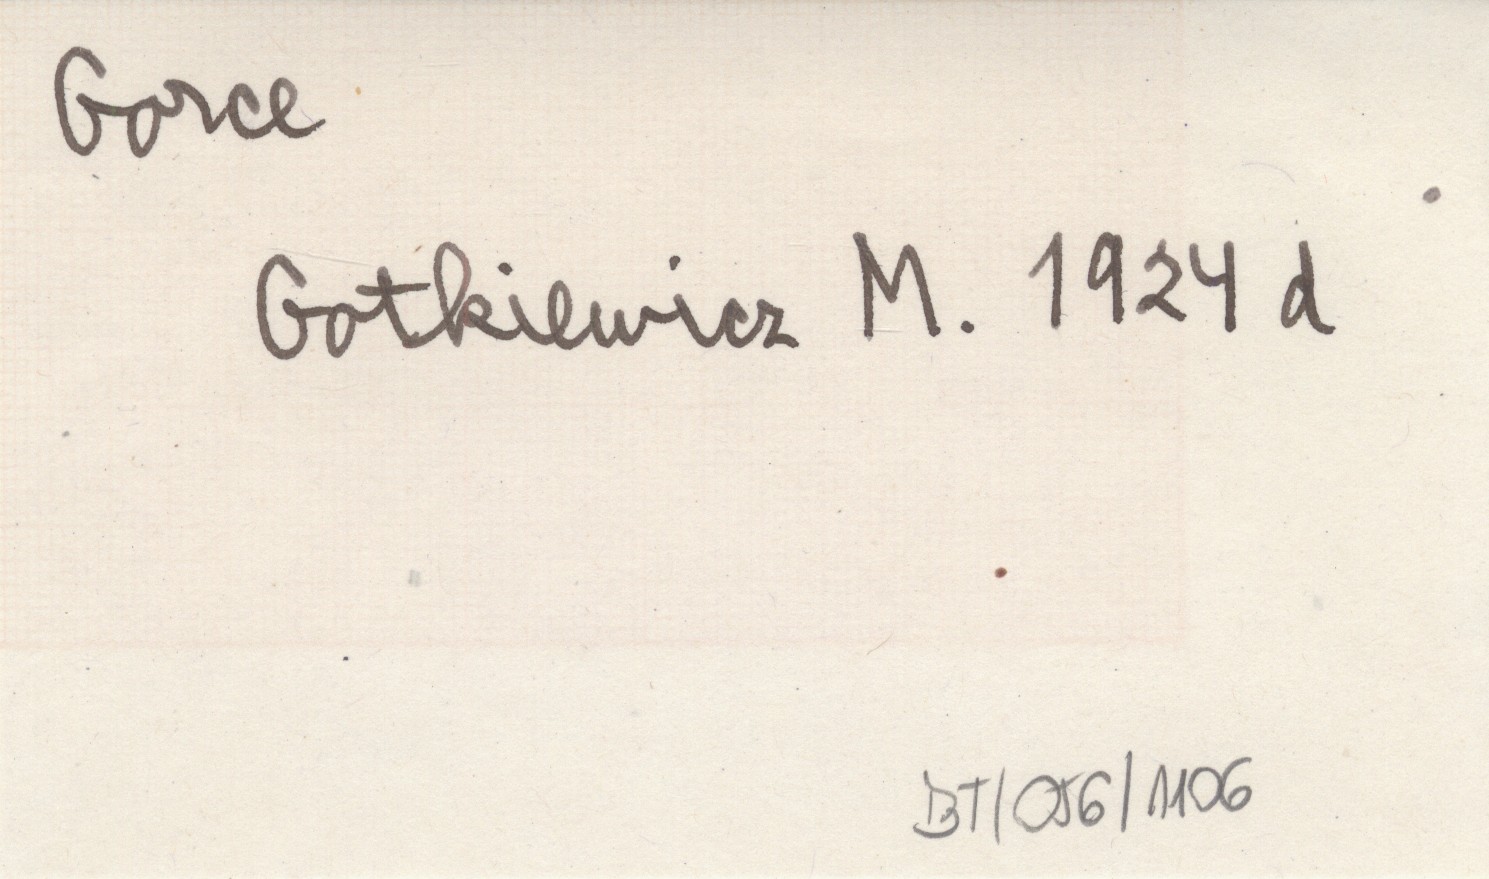 Gorce
Gotkiewicz M. 1924 d
BT/056/1106